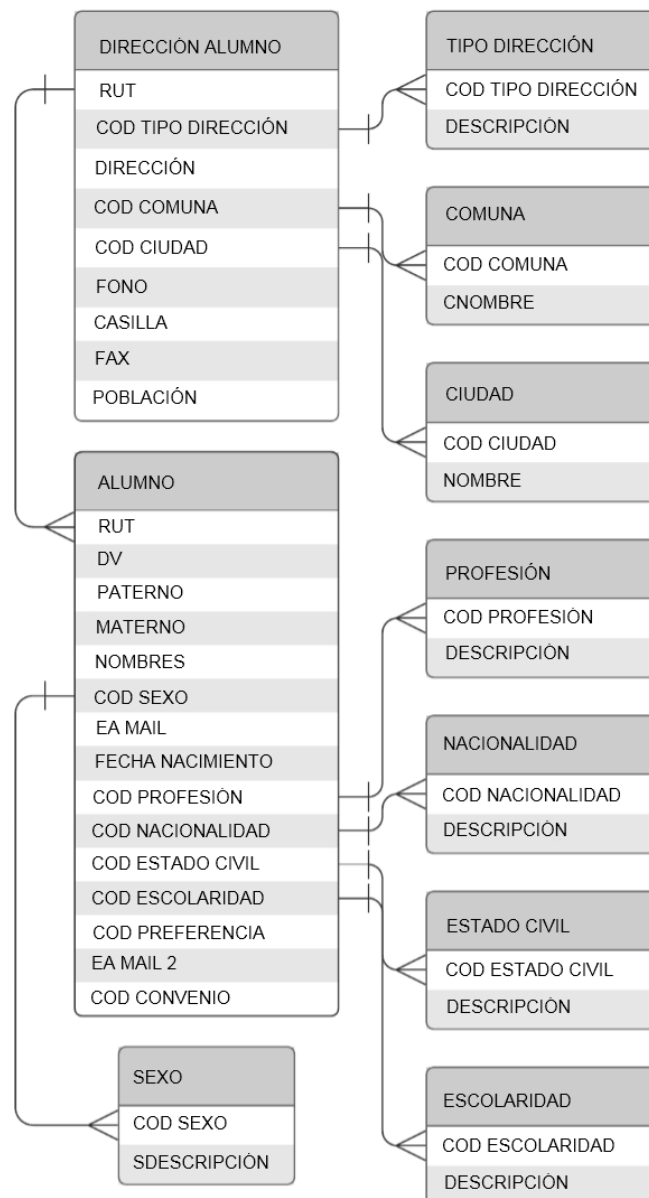 DIRECCIÓN ALUMNO
RUT
COD TIPO DIRECCIÓN
DIRECCIÓN
COD COMUNA
COD CIUDAD
FONO
CASILLA
FAX
POBLACIÓN
ALUMNO
RUT
DV
PATERNO
MATERNO
NOMBRES
COD SEXO
EA MAIL
FECHA NACIMIENTO
COD PROFESIÓN
COD NACIONALIDAD
COD ESTADO CIVIL
COD ESCOLARIDAD
COD PREFERENCIA
EA MAIL 2
COD CONVENIO
SEXO
COD SEXO
SDESCRIPCIÓN
TIPO DIRECCIÓN
COD TIPO DIRECCIÓN
DESCRIPCIÓN
COMUNA
COD COMUNA
CNOMBRE
CIUDAD
COD CIUDAD
NOMBRE
PROFESIÓN
COD PROFESIÓN
DESCRIPCIÓN
NACIONALIDAD
COD NACIONALIDAD
DESCRIPCIÓN
ESTADO CIVIL
COD ESTADO CIVIL
DESCRIPCIÓN
ESCOLARIDAD
COD ESCOLARIDAD
DESCRIPCIÓN